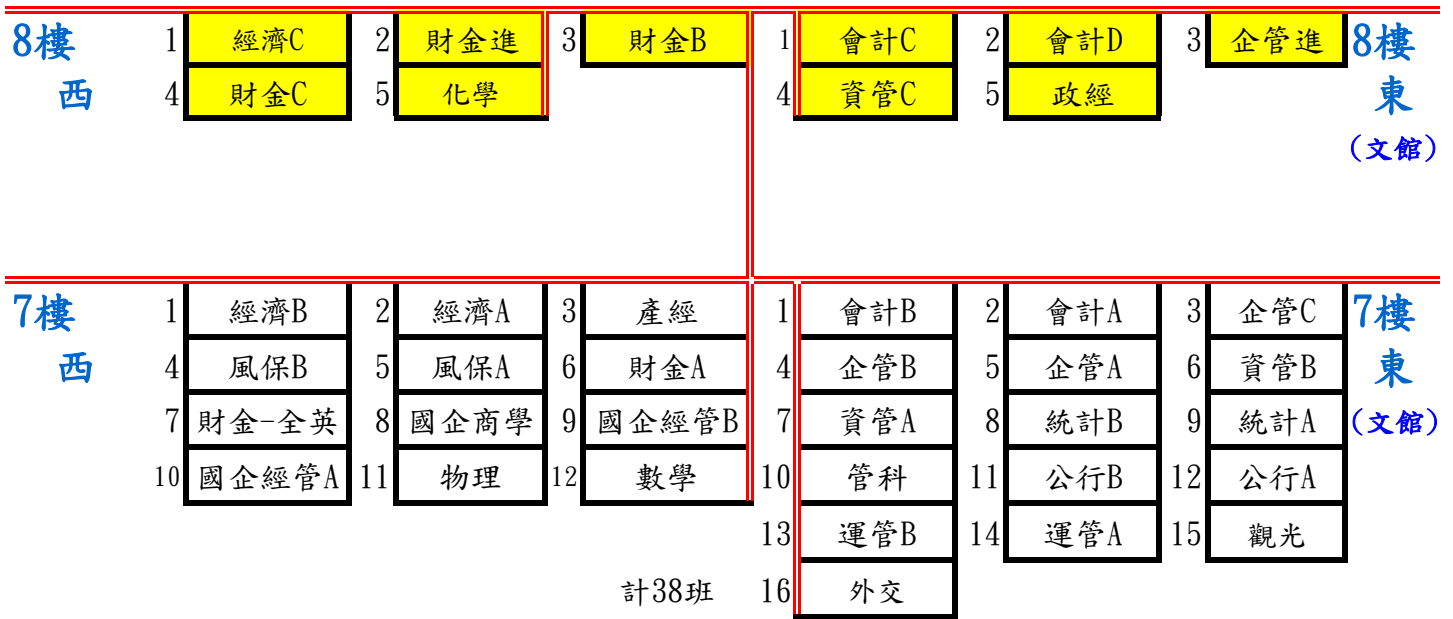 8樓 1 經濟C 2 財金進 3 財金B 1 會計C 2 會計D 3 企管進 8樓
西 4 財金C 5 化學 4 資管C 5 政經 東
(文館)
7樓 1 經濟B 2 經濟A 3 產經 1 會計B 2 會計A 3 企管C 7樓
西 4 風保B 5 風保A 6 財金A 4 企管B 5 企管A 6 資管B 東
7 財金-全英 8 國企商學 9 國企經管B 7 資管A 8 統計B 9 統計A (文館)
10 國企經管A 11 物理 12 數學 10 管科 11 公行B 12 公行A
13 運管B 14 運管A 15 觀光
計38班 16 外交